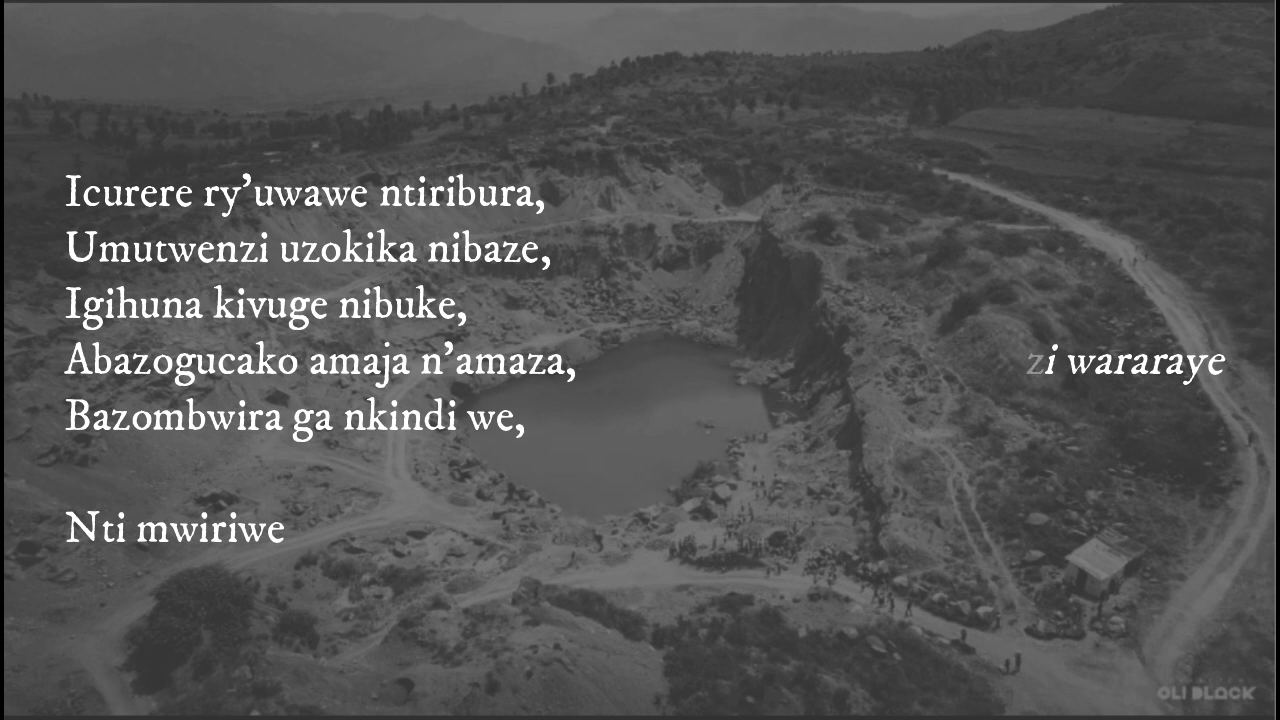 Icurere ry’uwawe ntiribura,
Umutwenzi uzokika nibaze,
Igihuna kivuge nibuke,
Abazogucako amaja n’amaza,
zi wararaye
Bazombwira ga nkindi we,
Nti mwiriwe
OLI BLACK